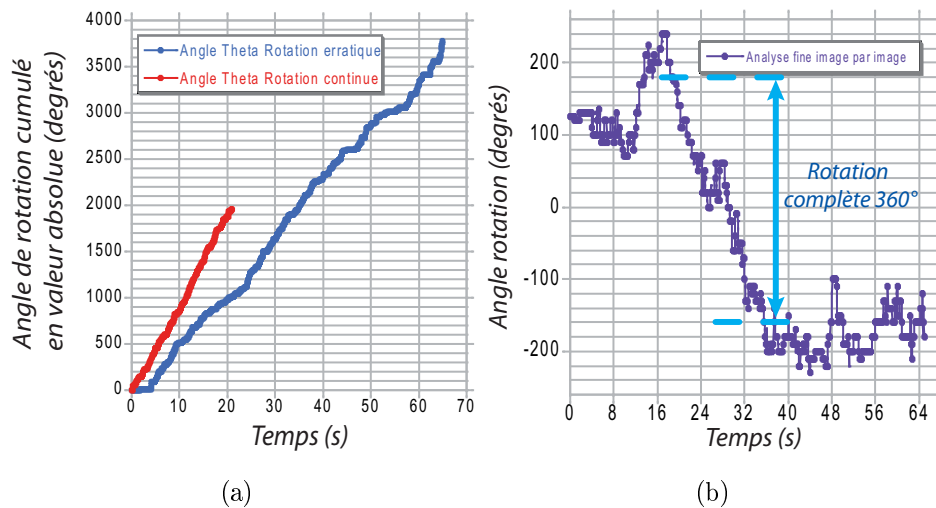 Angle de rotation cumulé
en valeur absolue (degrés)
4000
3500
3000
2500
2000
1500
1000
500
0
Angle Theta Rotation erratique
Angle Theta Rotation continue
0 10 20 30 40 50 60 70
Temps (s)
(a)
Angle rotation (degrés)
200
100
0
-100
-200
Analyse fine image par image
Rotation
complète 360°
0 8 16 24 32 40 48 56 64
Temps (s)
(b)